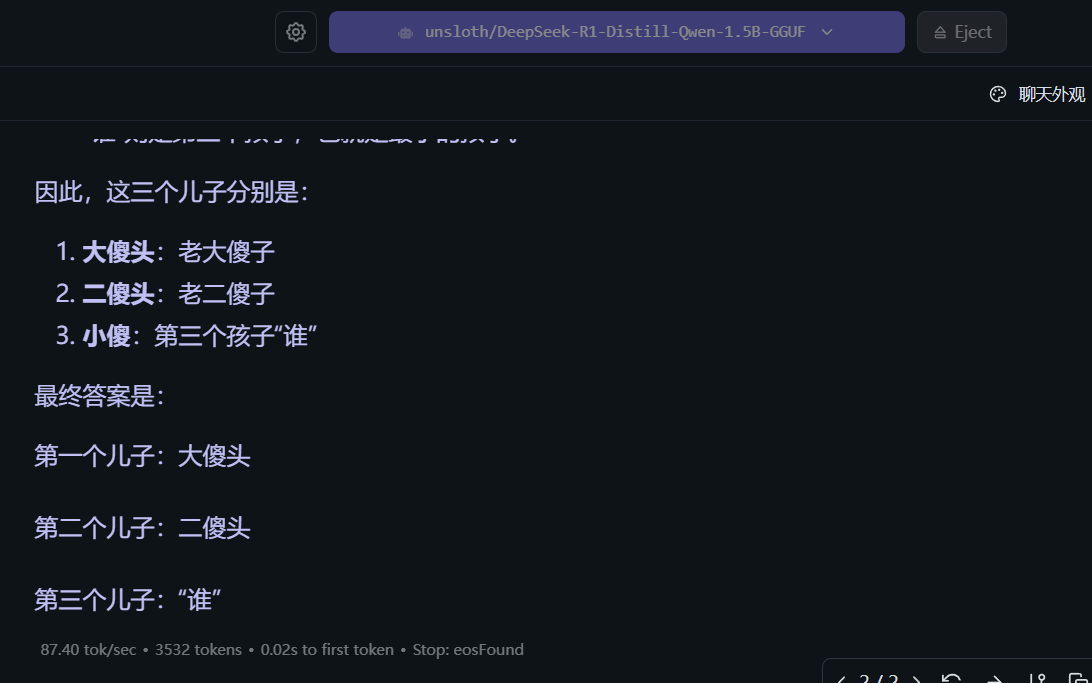 unsloth/DeepSeek-R1-Distill-Qwen-1.5B-GGUF
Eject
聊天外观
因此，这三个儿子分别是：
1. 大傻头：老大傻子
2. 二傻头：老二傻子
3. 小傻：第三个孩子“谁”
最终答案是：
第一个儿子：大傻头
第二个儿子：二傻头
第三个儿子：“谁”
87.40 tok/sec • 3532 tokens • 0.02s to first token • Stop: eosFound